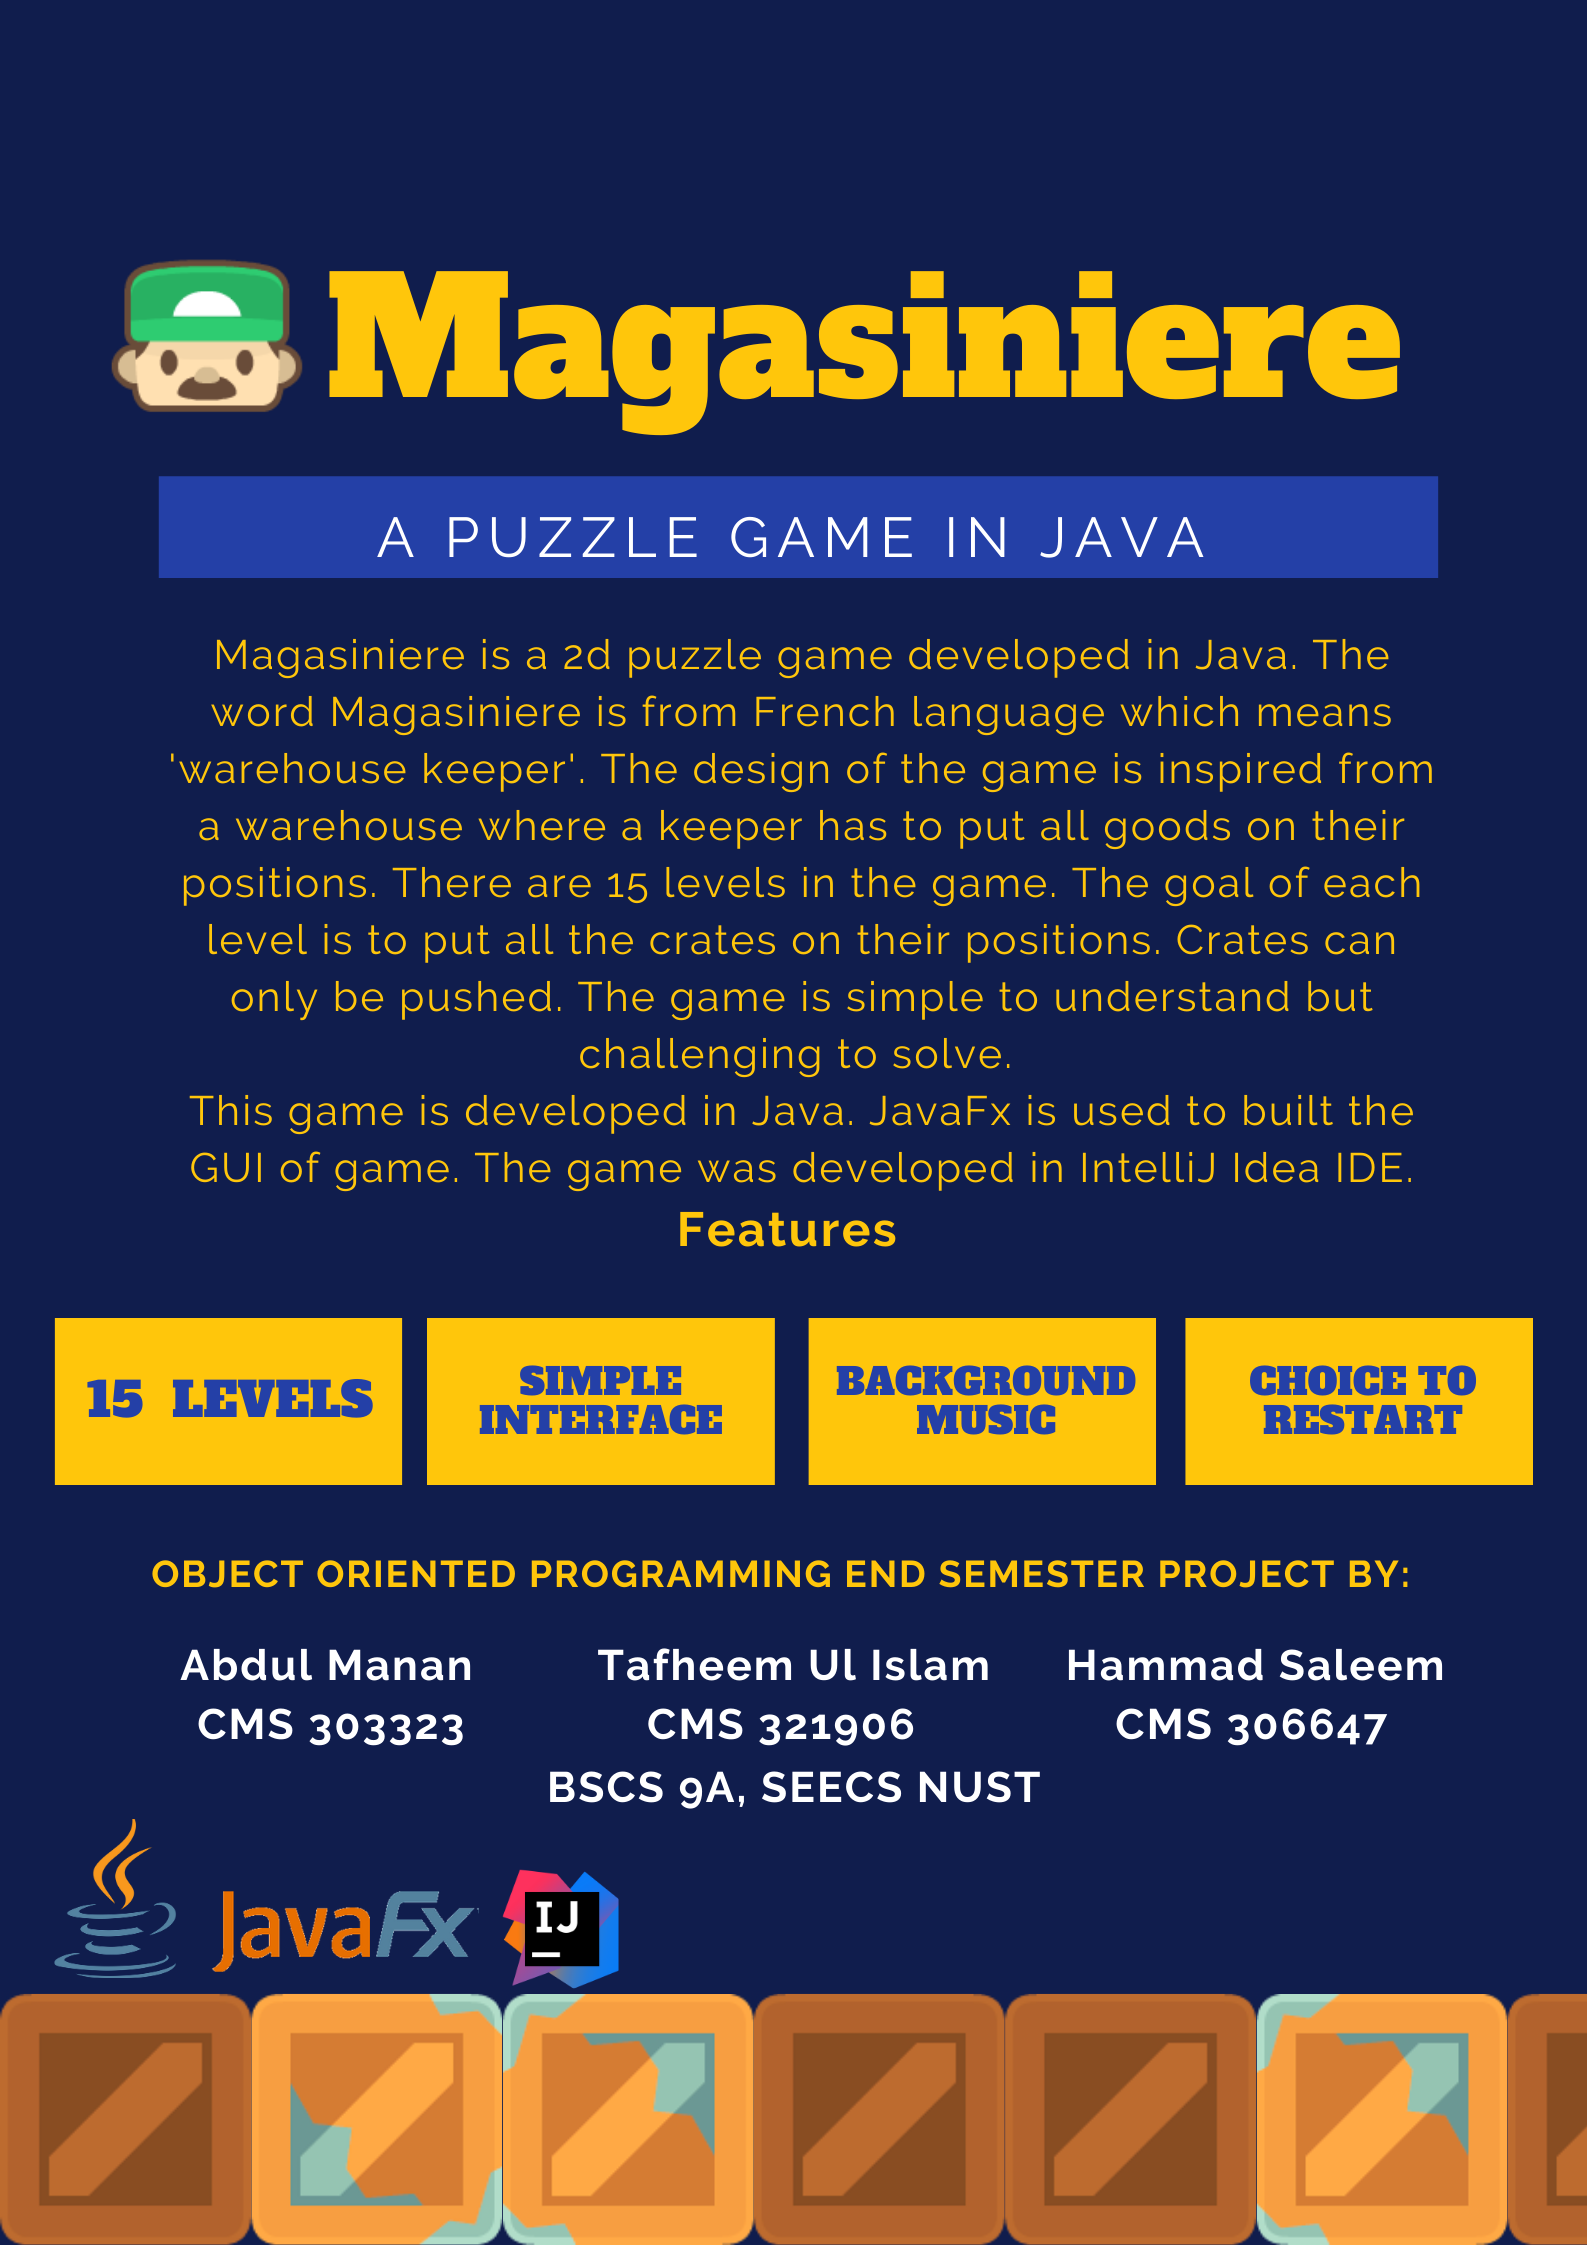 Magasiniere
A PUZZLE GAME IN JAVA
Magasiniere is a 2d puzzle game developed in Java. The
word Magasiniere is from French language which means
'warehouse keeper'. The design of the game is inspired from
a warehouse where a keeper has to put all goods on their
positions. There are 15 levels in the game. The goal of each
level is to put all the crates on their positions. Crates can
only be pushed. The game is simple to understand but
challenging to solve.
This game is developed in Java. JavaFx is used to built the
GUI of game. The game was developed in IntelliJ Idea IDE.
Features
15 LEVELS
SIMPLE
INTERFACE
BACKGROUND
MUSIC
CHOICE TO
RESTART
OBJECT ORIENTED PROGRAMMING END SEMESTER PROJECT BY:
Abdul Manan
CMS 303323
Tafheem Ul Islam
CMS 321906
Hammad Saleem
CMS 306647
BSCS 9A, SEECS NUST
JavaFx
IJ